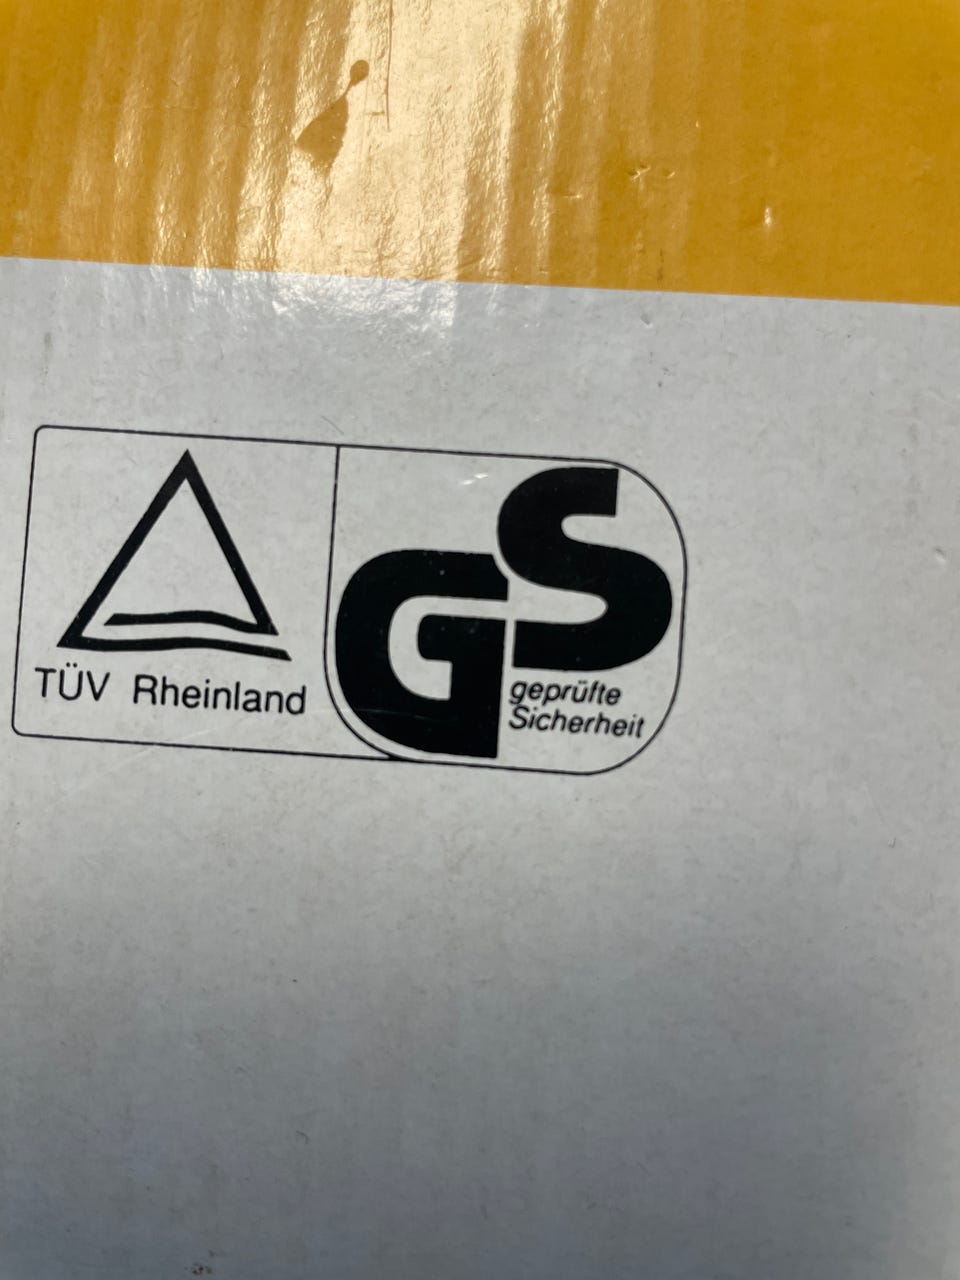 TÜV Rheinland
GS
geprüfte
Sicherheit